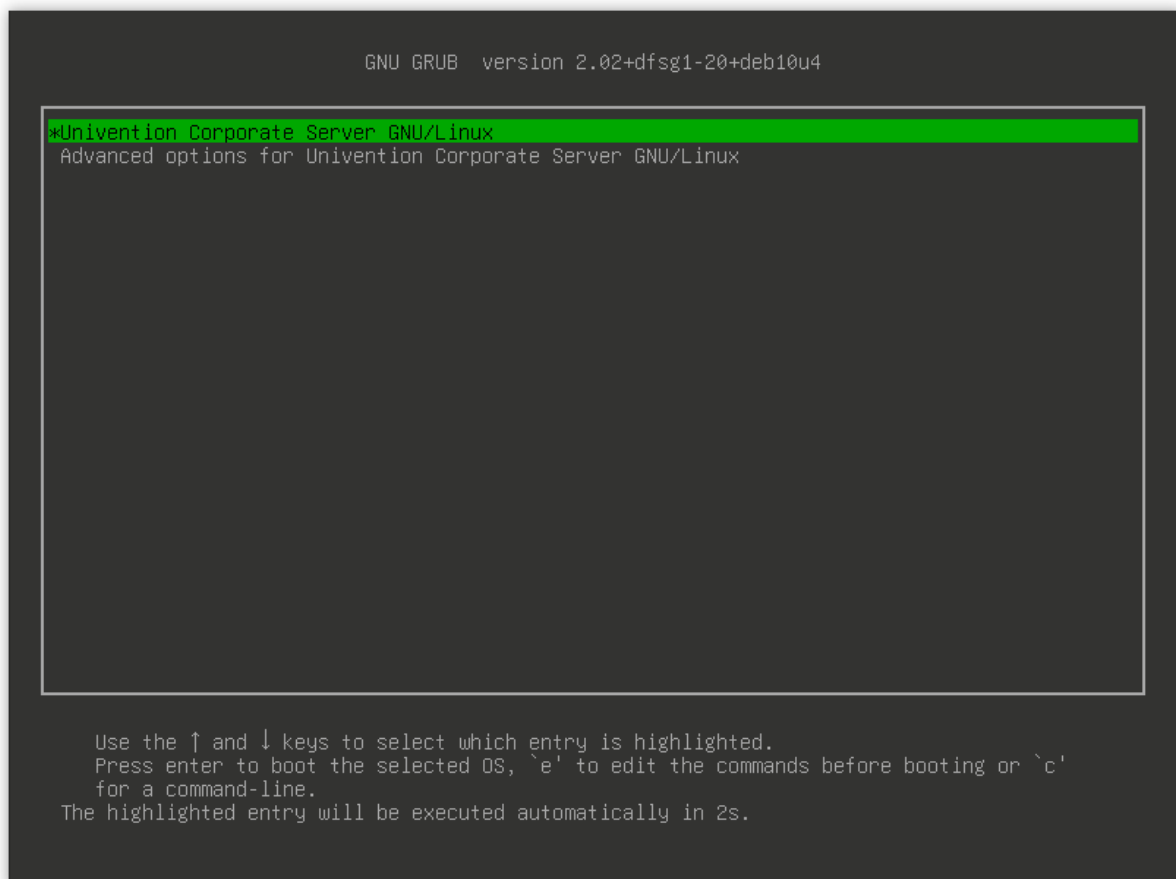 GNU GRUB  version 2.02+dfsg1-20+deb10u4
*Univention Corporate Server GNU/Linux
Advanced options for Univention Corporate Server GNU/Linux
Use the ↑ and ↓ keys to select which entry is highlighted.
Press enter to boot the selected OS, `e' to edit the commands before booting or `c'
for a command-line.
The highlighted entry will be executed automatically in 2s.